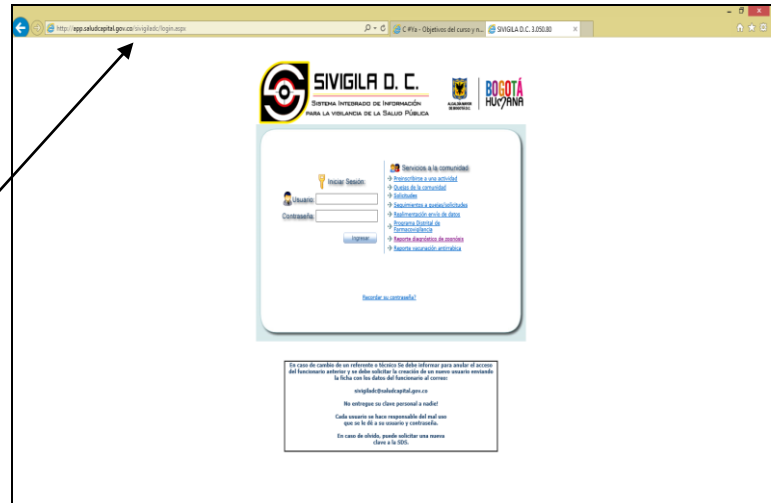 http://app.saludcapital.gov.co/sivigiladc/login.aspx
C #Ya - Objetivos del curso y n...
SIVIGILA D.C. 3.050.80
SIVIGILA D. C.
SISTEMA INTEGRADO DE INFORMACIÓN
PARA LA VIGILANCIA DE LA SALUD PÚBLICA
ALCALDÍA MAYOR
DE BOGOTÁ D.C.
BOGOTÁ
HUMANA
Iniciar Sesión:
Usuario:
Contraseña:
Ingresar
Servicios a la comunidad:
Preinscribirse a una actividad
Quejas de la comunidad
Solicitudes
Seguimientos a quejas/solicitudes
Realimentación envío de datos
Programa Distrital de
Farmacovigilancia
Reporte diagnóstico de zoonósis
Reporte vacunación antirrábica
Recordar su contraseña?
En caso de cambio de un referente o técnico Se debe informar para anular el acceso
del funcionario anterior y se debe solicitar la creación de un nuevo usuario enviando
la ficha con los datos del funcionario al correo:
sivigiladc@saludcapital.gov.co
No entregue su clave personal a nadie!
Cada usuario se hace responsable del mal uso
que se le dé a su usuario y contraseña.
En caso de olvido, puede solicitar una nueva
clave a la SDS.